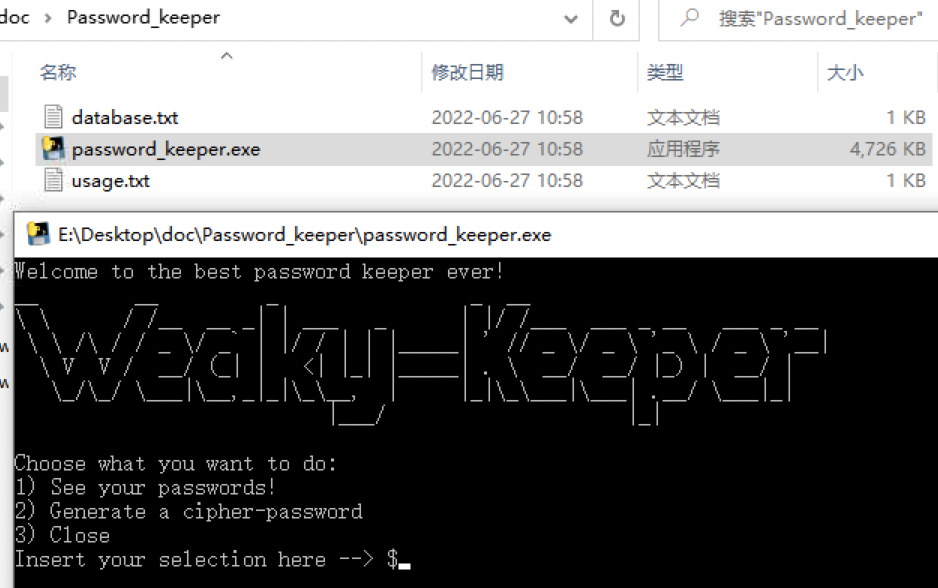 doc > Password_keeper
搜索"Password_keeper"
名称 修改日期 类型 大小
database.txt 2022-06-27 10:58 文本文档 1 KB
password_keeper.exe 2022-06-27 10:58 应用程序 4,726 KB
usage.txt 2022-06-27 10:58 文本文档 1 KB
E:\Desktop\doc\Password_keeper\password_keeper.exe
Welcome to the best password keeper ever!
Weaky-Keeper
Choose what you want to do:
1) See your passwords!
2) Generate a cipher-password
3) Close
Insert your selection here --> $